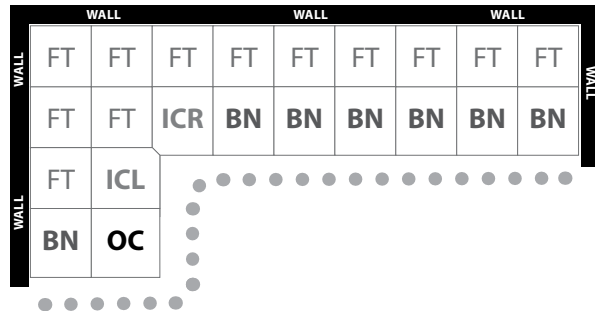 WALL WALL WALL
WALL FT FT FT FT FT FT FT FT FT WALL
FT FT ICR BN BN BN BN BN BN
FT ICL
WALL BN OC